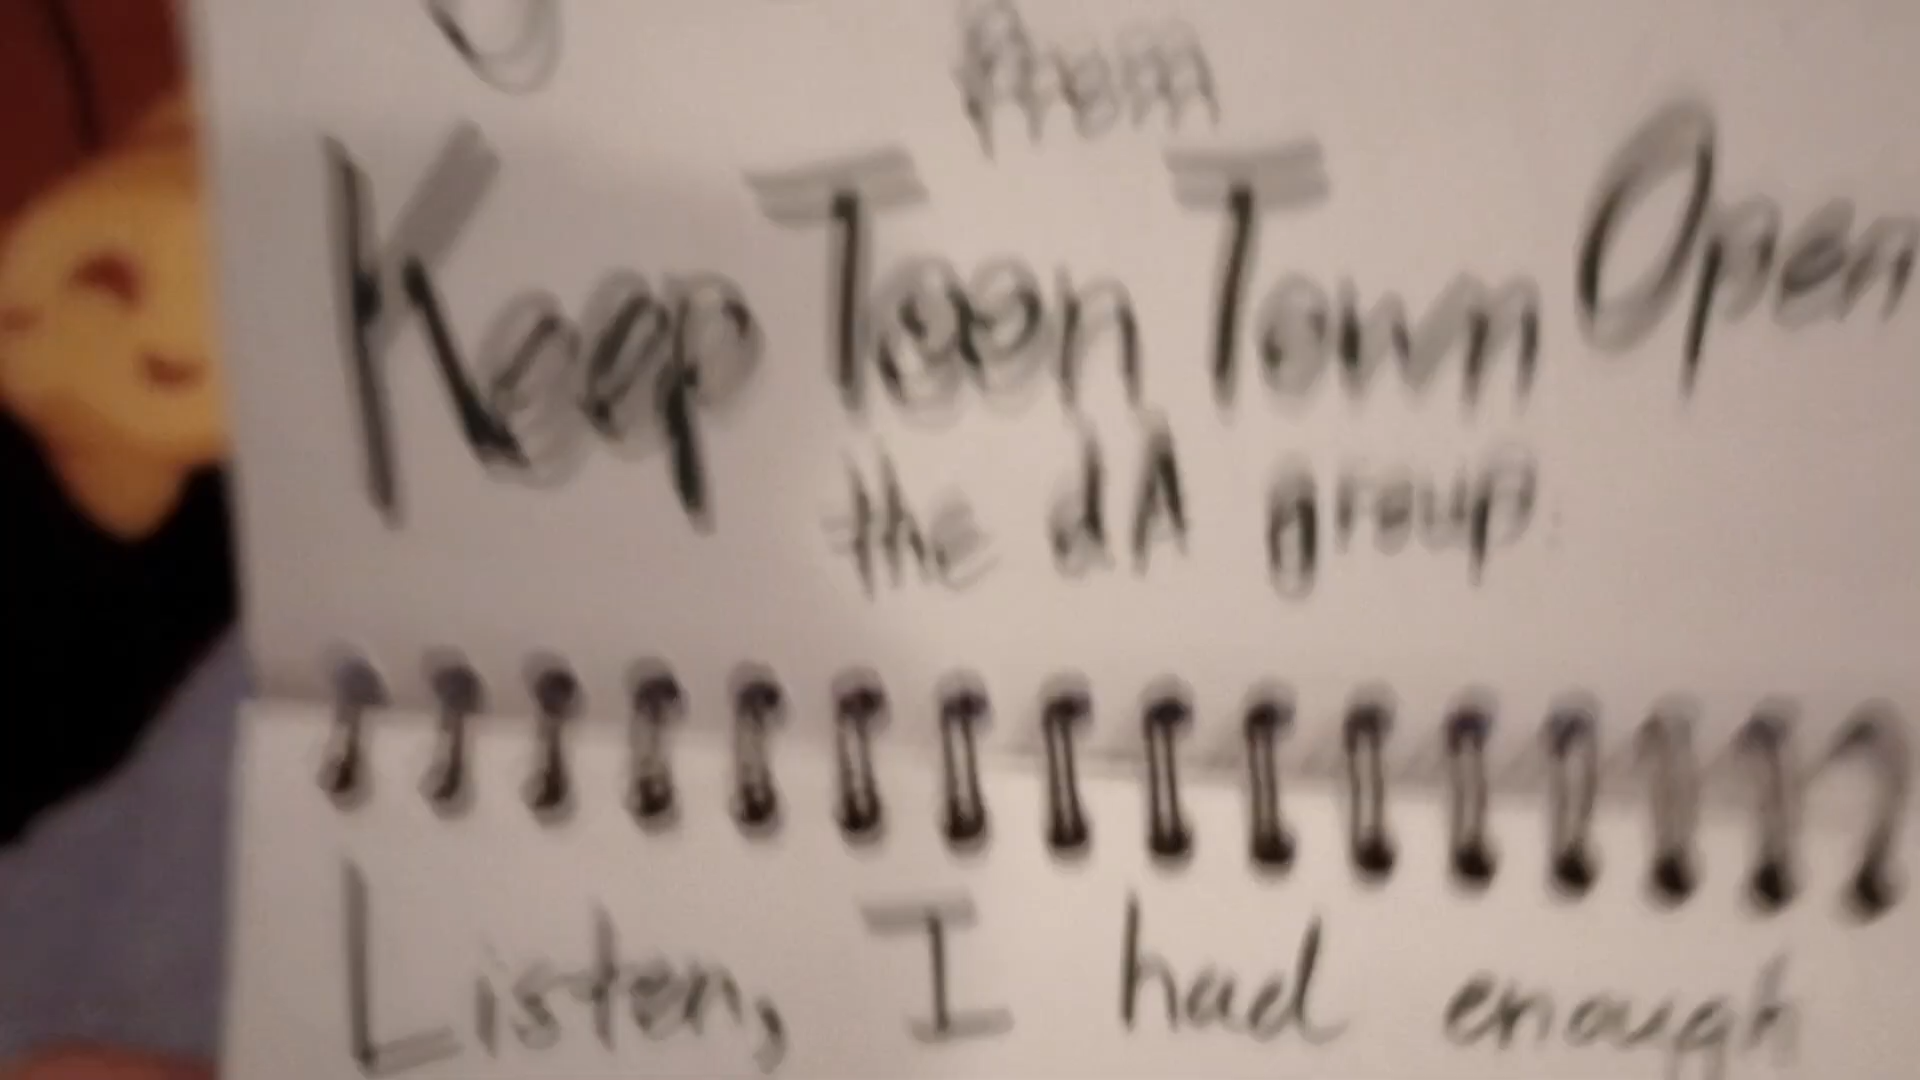 from
Keep Toon Town Open
the dA group.
Listen, I had enough